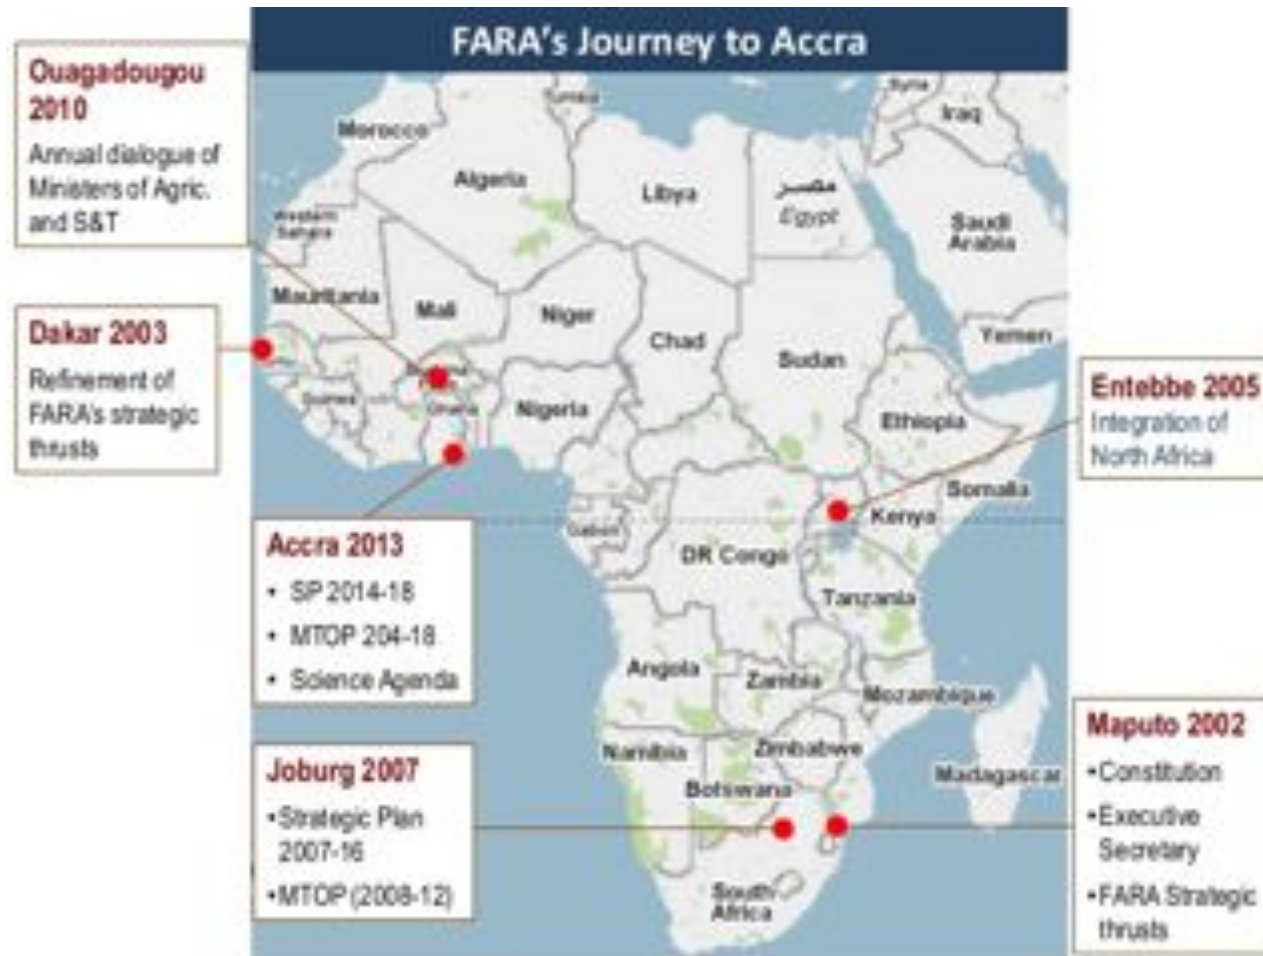 FARA's Journey to Accra
Ouagadougou
2010
Annual dialogue of
Ministers of Agric.
and S&T
Dakar 2003
Refinement of
FARA's strategic
thrusts
Accra 2013
• SP 2014-18
• MTOP 204-18
• Science Agenda
Joburg 2007
•Strategic Plan
2007-16
•MTOP (2008-12)
Entebbe 2005
Integration of
North Africa
Maputo 2002
•Constitution
•Executive
Secretary
•FARA Strategic
thrusts
Tunisia
Syria
Iraq
Morocco
Algeria
Libya
مصر
Egypt
Western
Sahara
Saudi
Arabia
Mauritania
Mali
Niger
Chad
Sudan
Yemen
Guinea
Ghana
Nigeria
Ethiopia
Somalia
Gabon
Kenya
DR Congo
Tanzania
Angola
Zambia
Mozambique
Namibia
Zimbabwe
Botswana
Madagascar
South
Africa